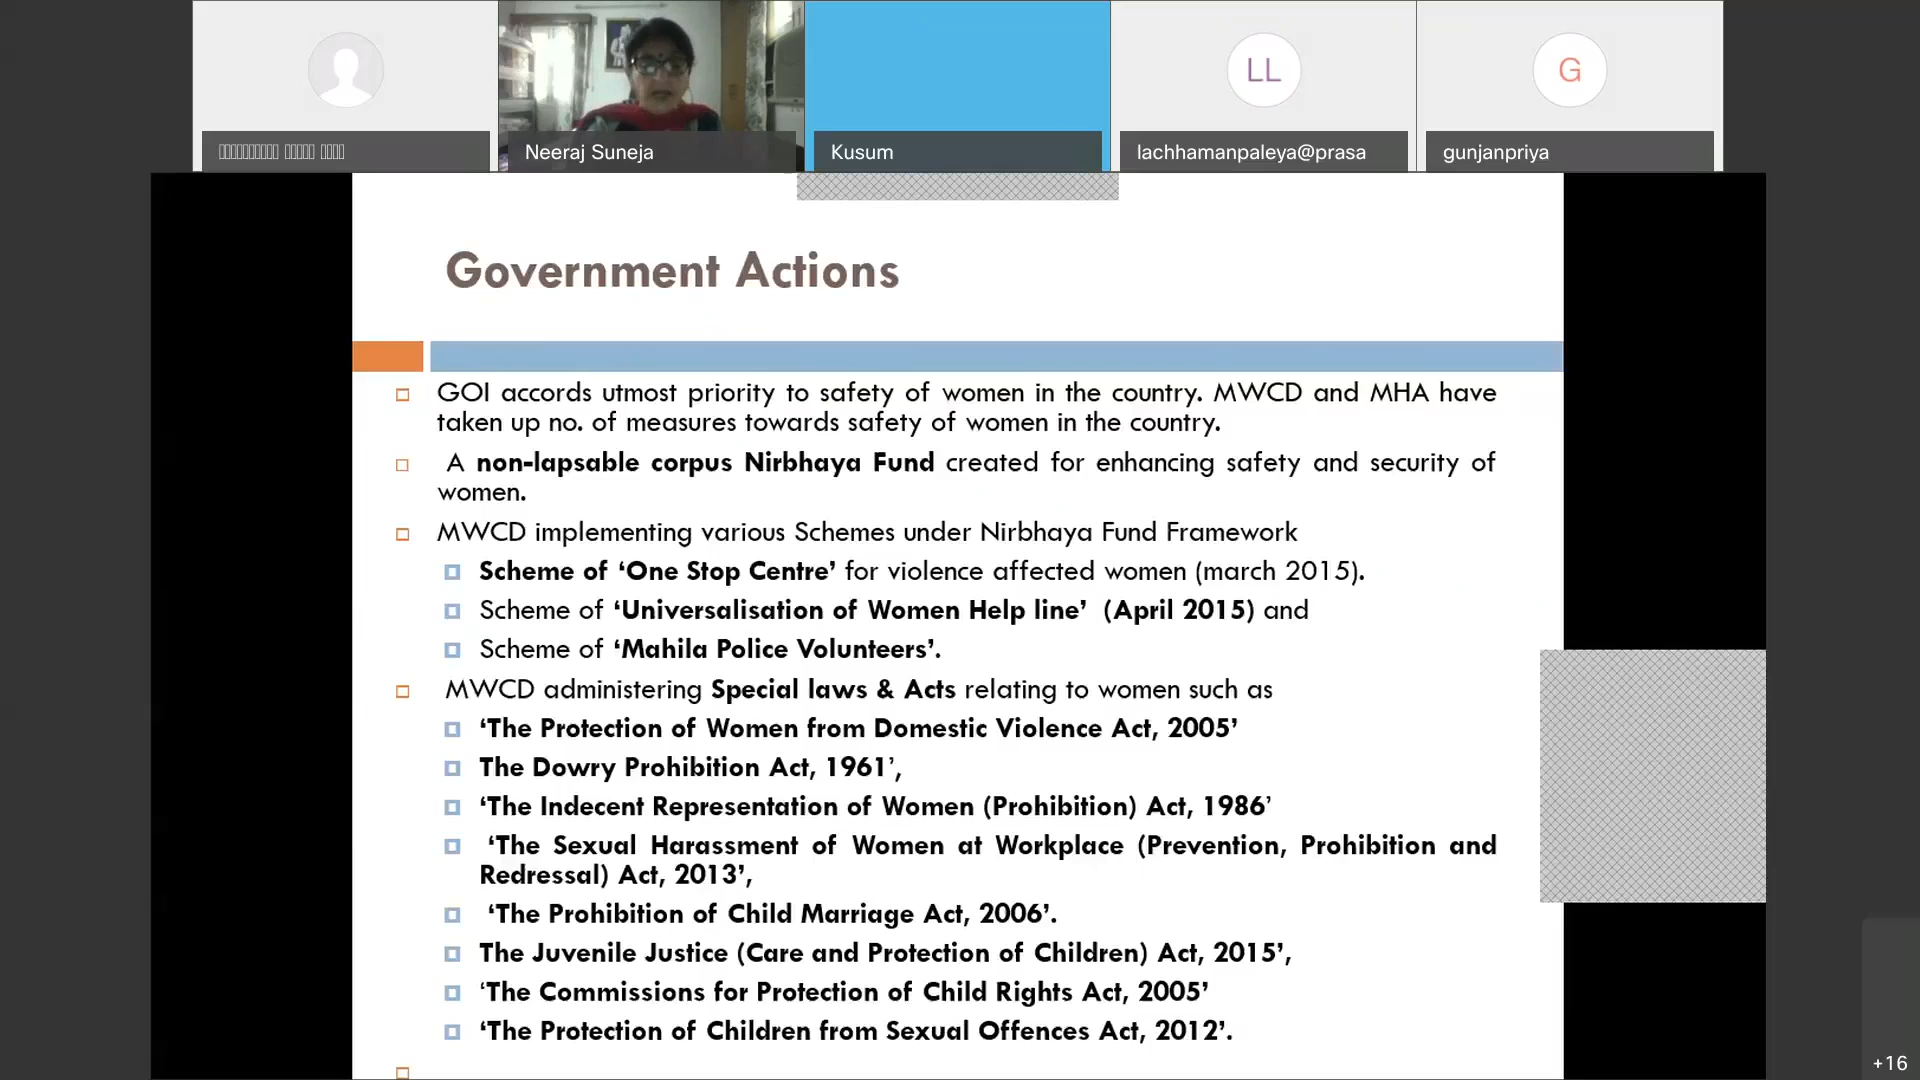 Neeraj Suneja
Kusum
LL
lachhamanpaleya@prasa
G
gunjanpriya
Government Actions
GOI accords utmost priority to safety of women in the country. MWCD and MHA have
taken up no. of measures towards safety of women in the country.
A non-lapsable corpus Nirbhaya Fund created for enhancing safety and security of
women.
MWCD implementing various Schemes under Nirbhaya Fund Framework
Scheme of ‘One Stop Centre’ for violence affected women (march 2015).
Scheme of ‘Universalisation of Women Help line’ (April 2015) and
Scheme of ‘Mahila Police Volunteers’.
MWCD administering Special laws & Acts relating to women such as
‘The Protection of Women from Domestic Violence Act, 2005’
The Dowry Prohibition Act, 1961’,
‘The Indecent Representation of Women (Prohibition) Act, 1986’
‘The Sexual Harassment of Women at Workplace (Prevention, Prohibition and
Redressal) Act, 2013’,
‘The Prohibition of Child Marriage Act, 2006’.
The Juvenile Justice (Care and Protection of Children) Act, 2015’,
‘The Commissions for Protection of Child Rights Act, 2005’
‘The Protection of Children from Sexual Offences Act, 2012’.
+16